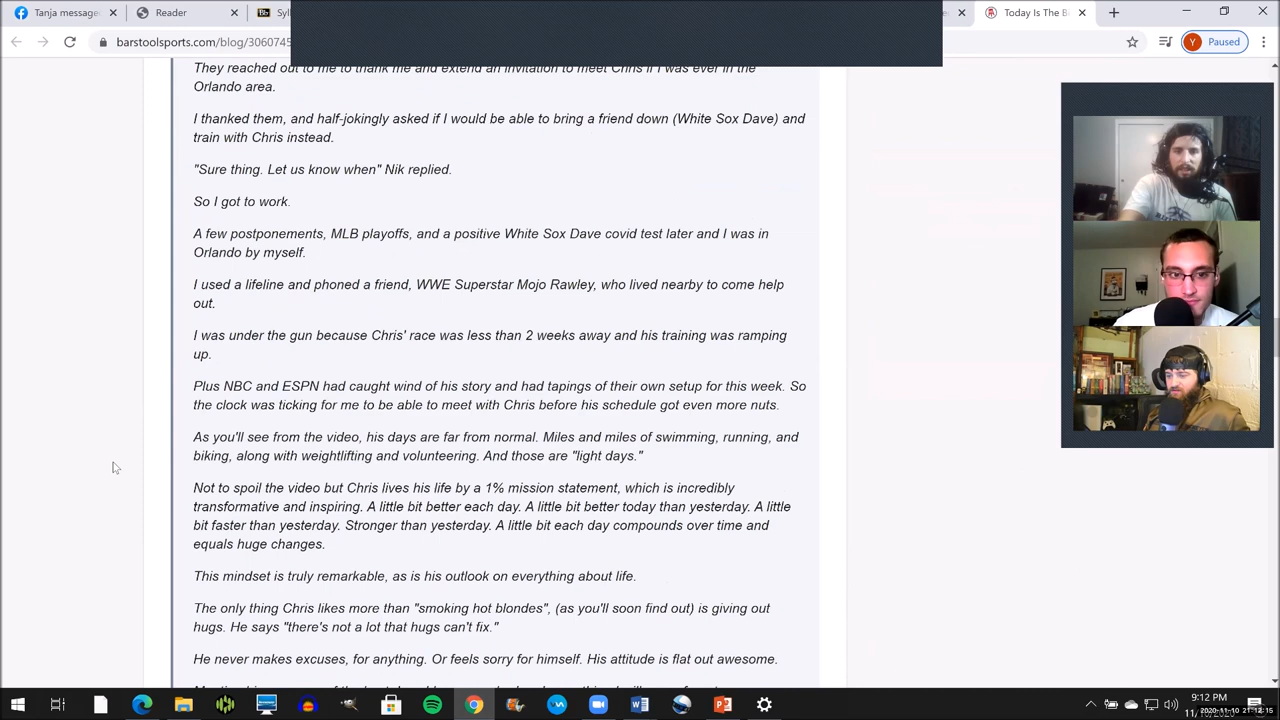 Tanja message
Reader
Syl
Today Is The B
barstoolsports.com/blog/3060745
Paused
Y
They reached out to me to thank me and extend an invitation to meet Chris if I was ever in the
Orlando area.
I thanked them, and half-jokingly asked if I would be able to bring a friend down (White Sox Dave) and
train with Chris instead.
"Sure thing. Let us know when" Nik replied.
So I got to work.
A few postponements, MLB playoffs, and a positive White Sox Dave covid test later and I was in
Orlando by myself.
I used a lifeline and phoned a friend, WWE Superstar Mojo Rawley, who lived nearby to come help
out.
I was under the gun because Chris' race was less than 2 weeks away and his training was ramping
up.
Plus NBC and ESPN had caught wind of his story and had tapings of their own setup for this week. So
the clock was ticking for me to be able to meet with Chris before his schedule got even more nuts.
As you'll see from the video, his days are far from normal. Miles and miles of swimming, running, and
biking, along with weightlifting and volunteering. And those are "light days."
Not to spoil the video but Chris lives his life by a 1% mission statement, which is incredibly
transformative and inspiring. A little bit better each day. A little bit better today than yesterday. A little
bit faster than yesterday. Stronger than yesterday. A little bit each day compounds over time and
equals huge changes.
This mindset is truly remarkable, as is his outlook on everything about life.
The only thing Chris likes more than "smoking hot blondes", (as you'll soon find out) is giving out
hugs. He says "there's not a lot that hugs can't fix."
He never makes excuses, for anything. Or feels sorry for himself. His attitude is flat out awesome.
9:12 PM
2020-11-10 21:12:15